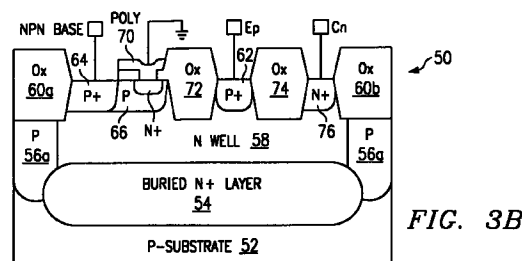 NPN BASE
POLY
70
Ep
Cn
50
64
62
Ox
60a
P+
P
N+
66
Ox
72
P+
Ox
74
N+
76
Ox
60b
P
56a
N WELL 58
P
56a
BURIED N+ LAYER
54
P-SUBSTRATE 52
FIG. 3B